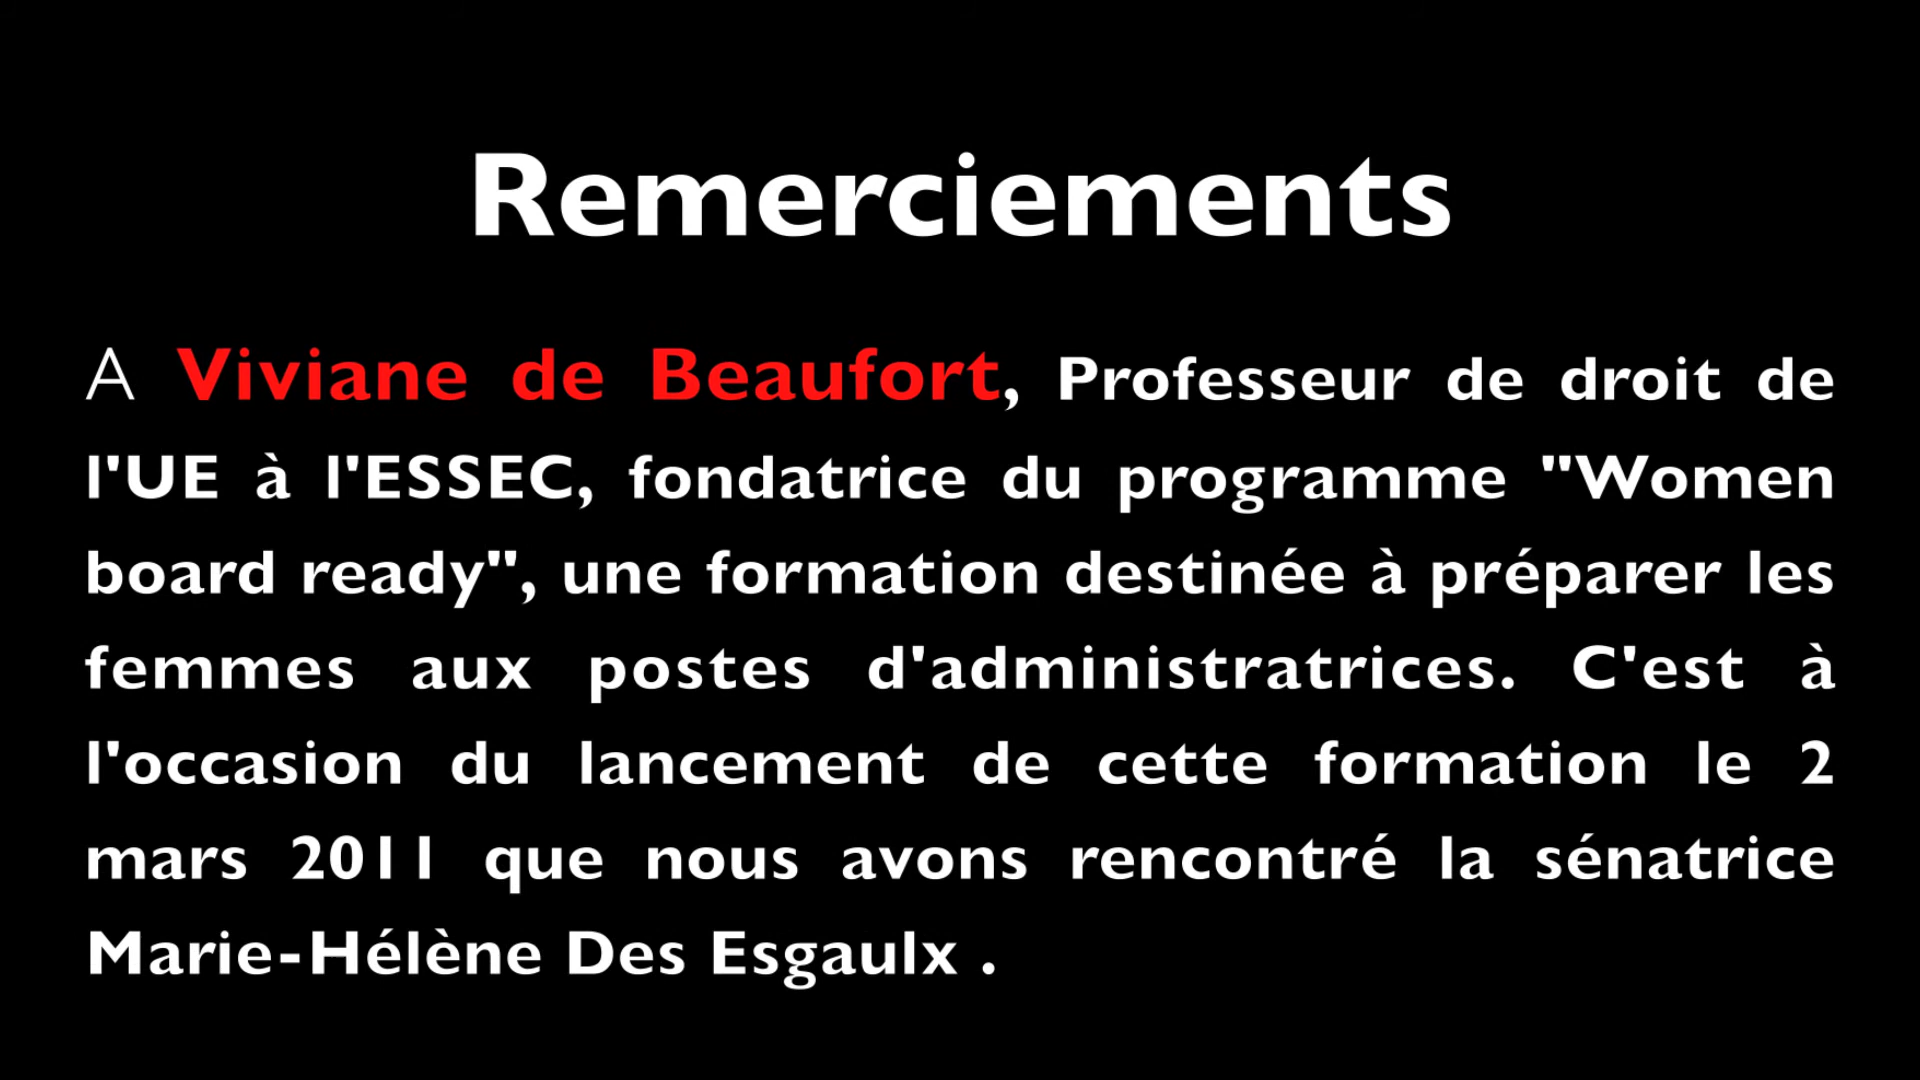 Remerciements
A Viviane de Beaufort, Professeur de droit de
l'UE à l'ESSEC, fondatrice du programme "Women
board ready", une formation destinée à préparer les
femmes aux postes d'administratrices. C'est à
l'occasion du lancement de cette formation le 2
mars 2011 que nous avons rencontré la sénatrice
Marie-Hélène Des Esgaulx .